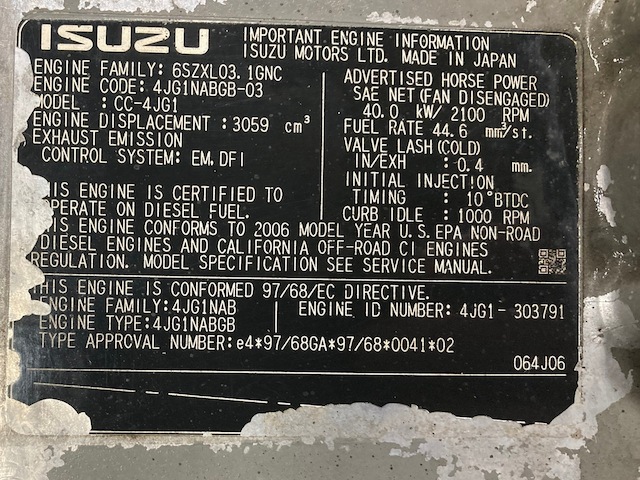 ISUZU
IMPORTANT ENGINE INFORMATION
ISUZU MOTORS LTD. MADE IN JAPAN
ENGINE FAMILY: 6SZXL03.1GNC
ENGINE CODE: 4JG1NABGB-03
MODEL : CC-4JG1
ENGINE DISPLACEMENT : 3059 cm³
EXHAUST EMISSION
CONTROL SYSTEM: EM, DFI
ADVERTISED HORSE POWER
SAE NET (FAN DISENGAGED)
40.0 kW/ 2100 RPM
FUEL RATE 44.6 mm³/st.
VALVE LASH (COLD)
IN/EXH : 0.4 mm.
INITIAL INJECTION
TIMING : 10°BTDC
CURB IDLE : 1000 RPM
HIS ENGINE IS CERTIFIED TO
PERATE ON DIESEL FUEL.
IS ENGINE CONFORMS TO 2006 MODEL YEAR U.S.EPA NON-ROAD
DIESEL ENGINES AND CALIFORNIA OFF-ROAD CI ENGINES
REGULATION. MODEL SPECIFICATION SEE SERVICE MANUAL.
THIS ENGINE IS CONFORMED 97/68/EC DIRECTIVE.
ENGINE FAMILY:4JG1NAB
ENGINE ID NUMBER: 4JG1- 303791
ENGINE TYPE:4JG1NABGB
TYPE APPRCVAL NUMBER:e4*97/68GA*97/68*0041*02
064J06